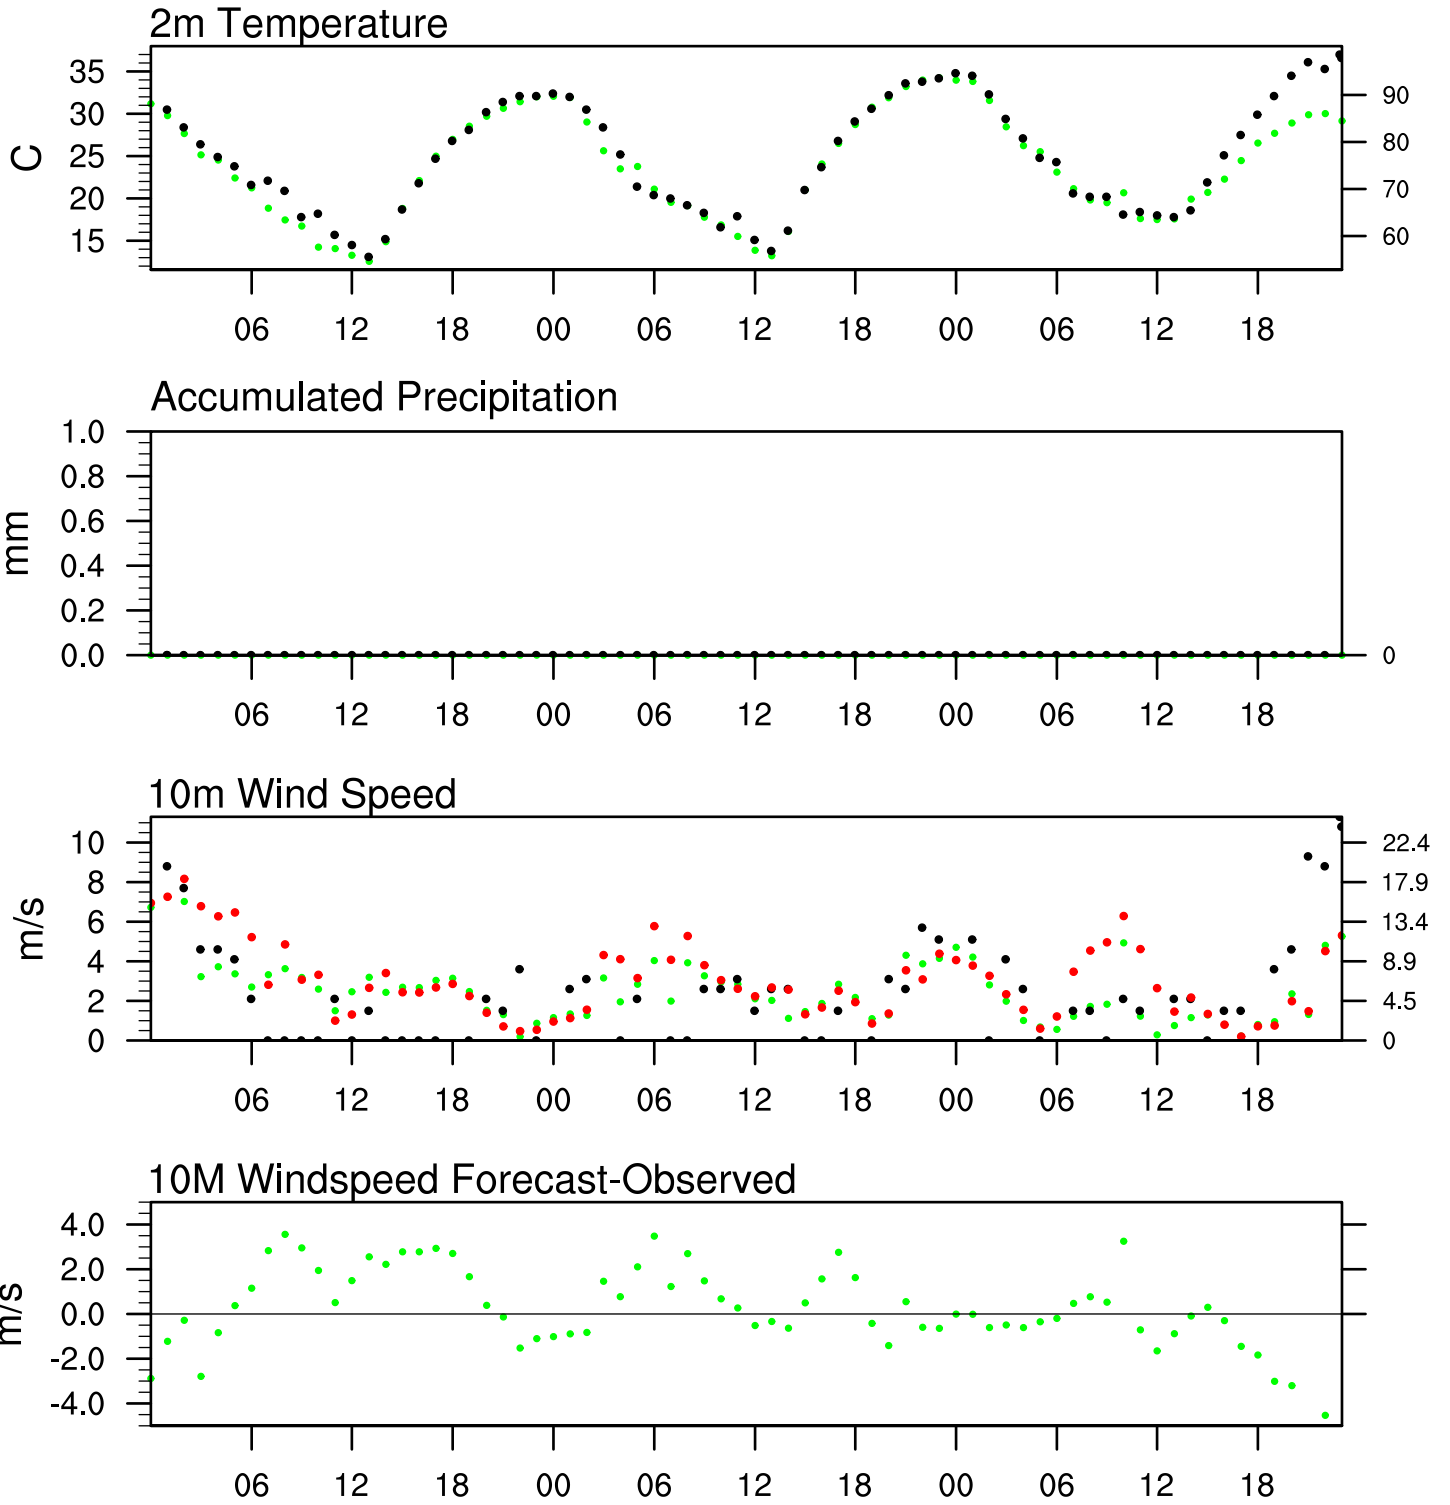 2m Temperature
35
30
25
20
15
C
90
80
70
60
06 12 18 00 06 12 18 00 06 12 18
Accumulated Precipitation
1.0
0.8
0.6
0.4
0.2
0.0
mm
0
06 12 18 00 06 12 18 00 06 12 18
10m Wind Speed
10
8
6
4
2
0
m/s
22.4
17.9
13.4
8.9
4.5
0
06 12 18 00 06 12 18 00 06 12 18
10M Windspeed Forecast-Observed
4.0
2.0
0.0
-2.0
-4.0
m/s
06 12 18 00 06 12 18 00 06 12 18